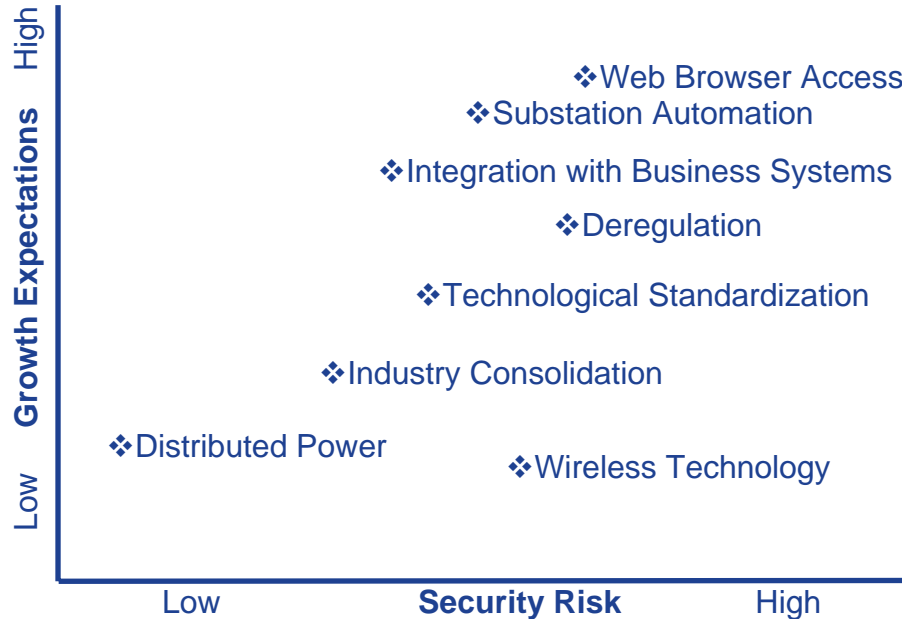 High
Growth Expectations
Low
❖Web Browser Access
❖Substation Automation
❖Integration with Business Systems
❖Deregulation
❖Technological Standardization
❖Industry Consolidation
❖Distributed Power
❖Wireless Technology
Low Security Risk High